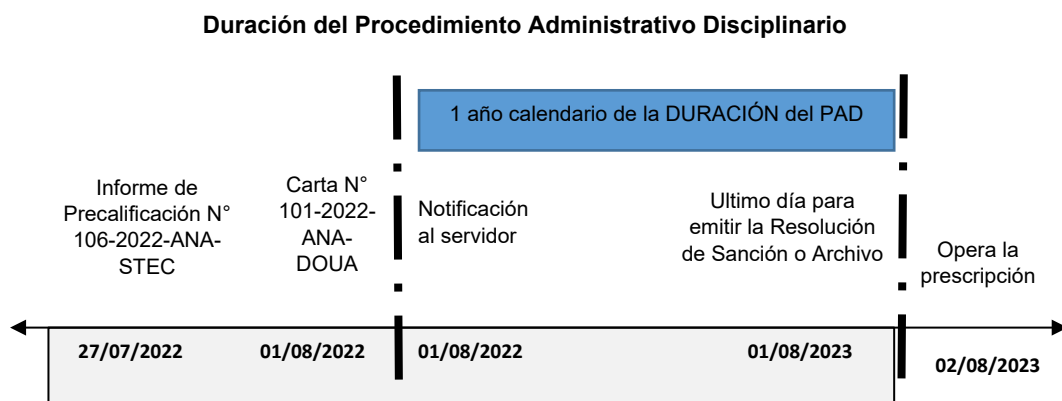 Duración del Procedimiento Administrativo Disciplinario
1 año calendario de la DURACIÓN del PAD
Informe de
Precalificación N°
106-2022-ANA-
STEC
Carta N°
101-2022-
ANA-
DOUA
Notificación
al servidor
Ultimo día para
emitir la Resolución
de Sanción o Archivo
Opera la
prescripción
27/07/2022
01/08/2022
01/08/2022
01/08/2023
02/08/2023